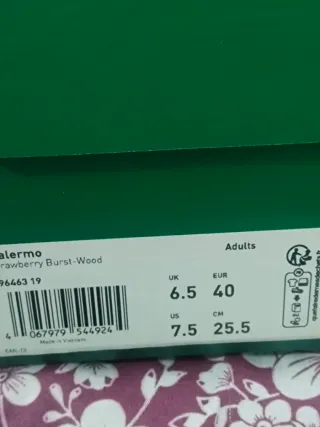 alermo
rawberry Burst-Wood
96463 19
Adults
UK EUR
6.5 40
US CM
7.5 25.5
4 067979 544924
Made in Vietnam